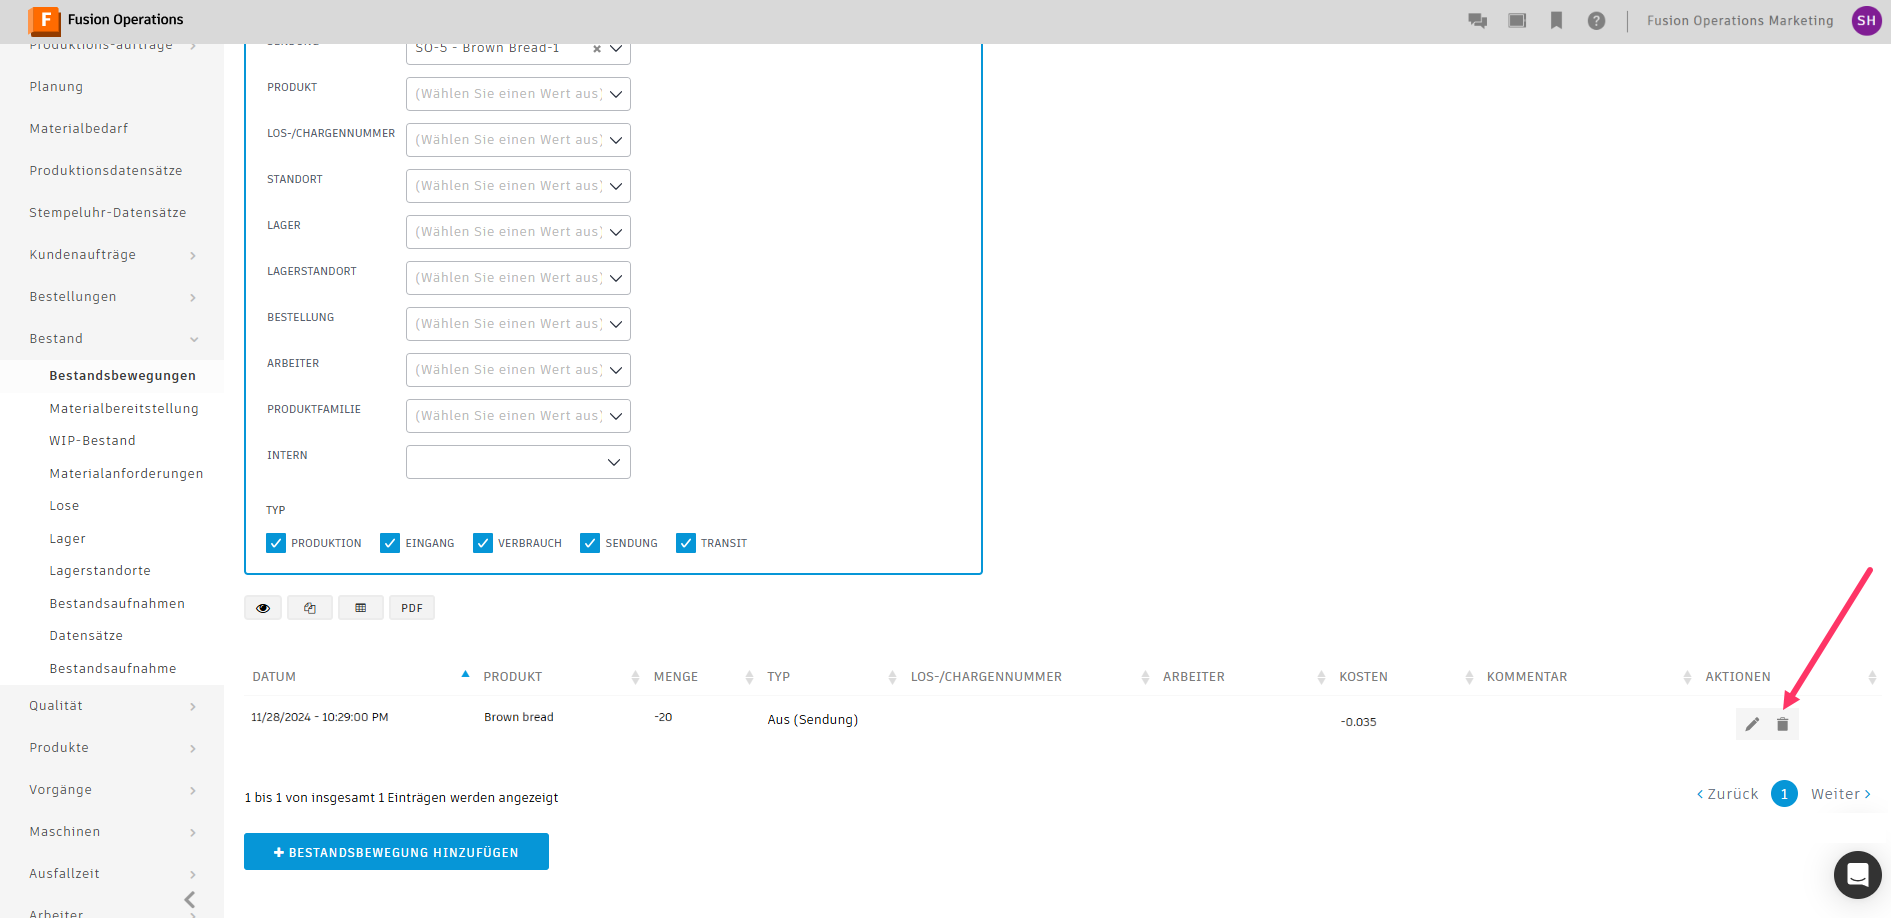 F Fusion Operations
Fusion Operations Marketing SH
Produktions-aufträge
Planung
Materialbedarf
Produktionsdatensätze
Stempeluhr-Datensätze
Kundenaufträge
Bestellungen
Bestand
Bestandsbewegungen
Materialbereitstellung
WIP-Bestand
Materialanforderungen
Lose
Lager
Lagerstandorte
Bestandsaufnahmen
Datensätze
Bestandsaufnahme
Qualität
Produkte
Vorgänge
Maschinen
Ausfallzeit
Arbeiter
SENDUNG SO-5 - Brown Bread-1
PRODUKT (Wählen Sie einen Wert aus)
LOS-/CHARGENNUMMER (Wählen Sie einen Wert aus)
STANDORT (Wählen Sie einen Wert aus)
LAGER (Wählen Sie einen Wert aus)
LAGERSTANDORT (Wählen Sie einen Wert aus)
BESTELLUNG (Wählen Sie einen Wert aus)
ARBEITER (Wählen Sie einen Wert aus)
PRODUKTFAMILIE (Wählen Sie einen Wert aus)
INTERN
TYP
PRODUKTION EINGANG VERBRAUCH SENDUNG TRANSIT
PDF
DATUM PRODUKT MENGE TYP LOS-/CHARGENNUMMER ARBEITER KOSTEN KOMMENTAR AKTIONEN
11/28/2024 - 10:29:00 PM Brown bread -20 Aus (Sendung) -0.035
1 bis 1 von insgesamt 1 Einträgen werden angezeigt
Zurück 1 Weiter
+ BESTANDSBEWEGUNG HINZUFÜGEN